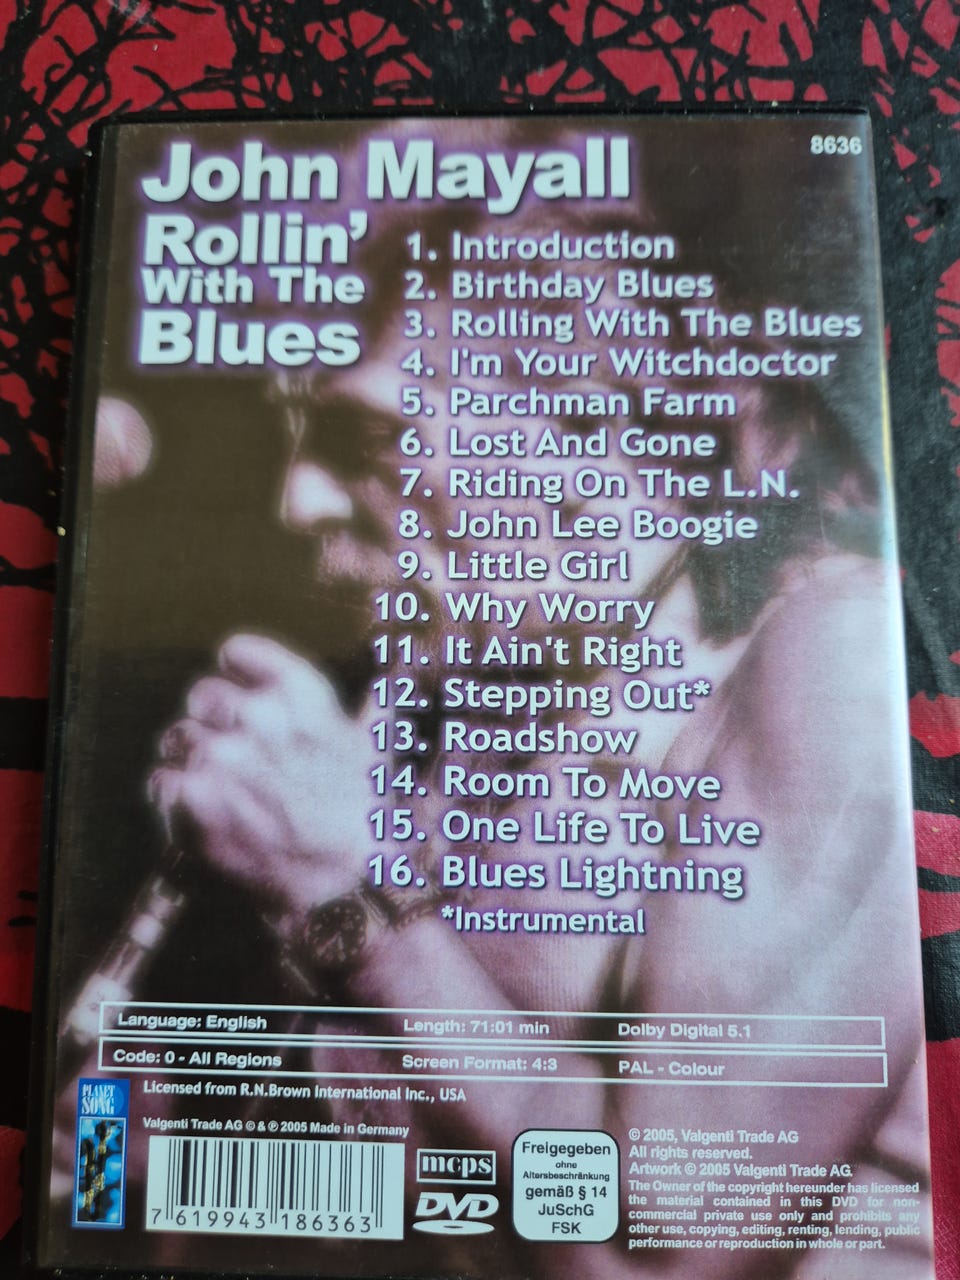 John Mayall
8636
Rollin'
With The
Blues
1. Introduction
2. Birthday Blues
3. Rolling With The Blues
4. I'm Your Witchdoctor
5. Parchman Farm
6. Lost And Gone
7. Riding On The L.N.
8. John Lee Boogie
9. Little Girl
10. Why Worry
11. It Ain't Right
12. Stepping Out*
13. Roadshow
14. Room To Move
15. One Life To Live
16. Blues Lightning
*Instrumental
Language: English Length: 71:01 min Dolby Digital 5.1
Code: 0 - All Regions Screen Format: 4:3 PAL - Colour
PLANET
SONG
Licensed from R.N.Brown International Inc., USA
Valgenti Trade AG © & ℗ 2005 Made in Germany
7 619943 186363
mcps
DVD
Freigegeben
ohne
Altersbeschränkung
gemäß § 14
JuSchG
FSK
© 2005, Valgenti Trade AG
All rights reserved.
Artwork © 2005 Valgenti Trade AG.
The Owner of the copyright hereunder has licensed
the material contained in this DVD for non-
commercial private use only and prohibits any
other use, copying, editing, renting, lending, public
performance or reproduction in whole or part.